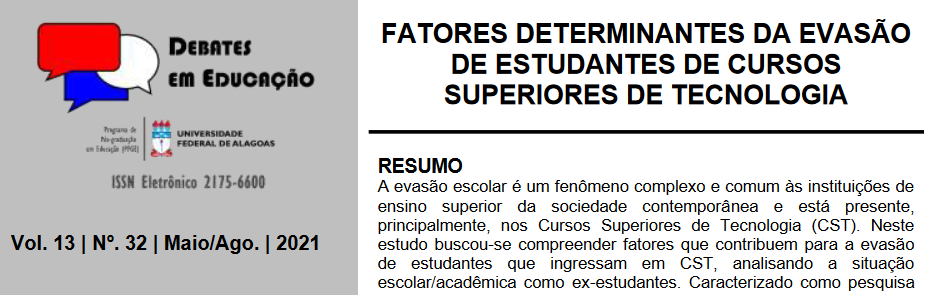 DEBATES
EM EDUCAÇÃO
Programa de
Pós-graduação
em Educação (PPGE)
UNIVERSIDADE
FEDERAL DE ALAGOAS
ISSN Eletrônico 2175-6600
Vol. 13 | Nº. 32 | Maio/Ago. | 2021
FATORES DETERMINANTES DA EVASÃO
DE ESTUDANTES DE CURSOS
SUPERIORES DE TECNOLOGIA
RESUMO
A evasão escolar é um fenômeno complexo e comum às instituições de
ensino superior da sociedade contemporânea e está presente,
principalmente, nos Cursos Superiores de Tecnologia (CST). Neste
estudo buscou-se compreender fatores que contribuem para a evasão
de estudantes que ingressam em CST, analisando a situação
escolar/acadêmica como ex-estudantes. Caracterizado como pesquisa